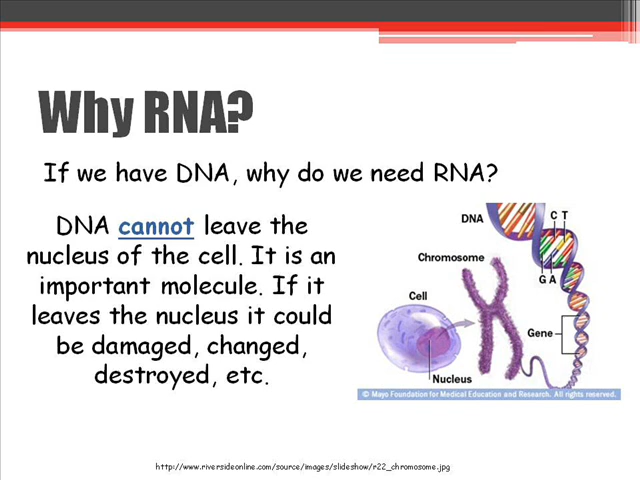 Why RNA?
If we have DNA, why do we need RNA?
DNA cannot leave the
nucleus of the cell. It is an
important molecule. If it
leaves the nucleus it could
be damaged, changed,
destroyed, etc.
DNA
C T
Chromosome
G A
Cell
Gene
Nucleus
© Mayo Foundation for Medical Education and Research. All rights reserved.
http://www.riversideonline.com/source/images/slideshow/r22_chromosome.jpg